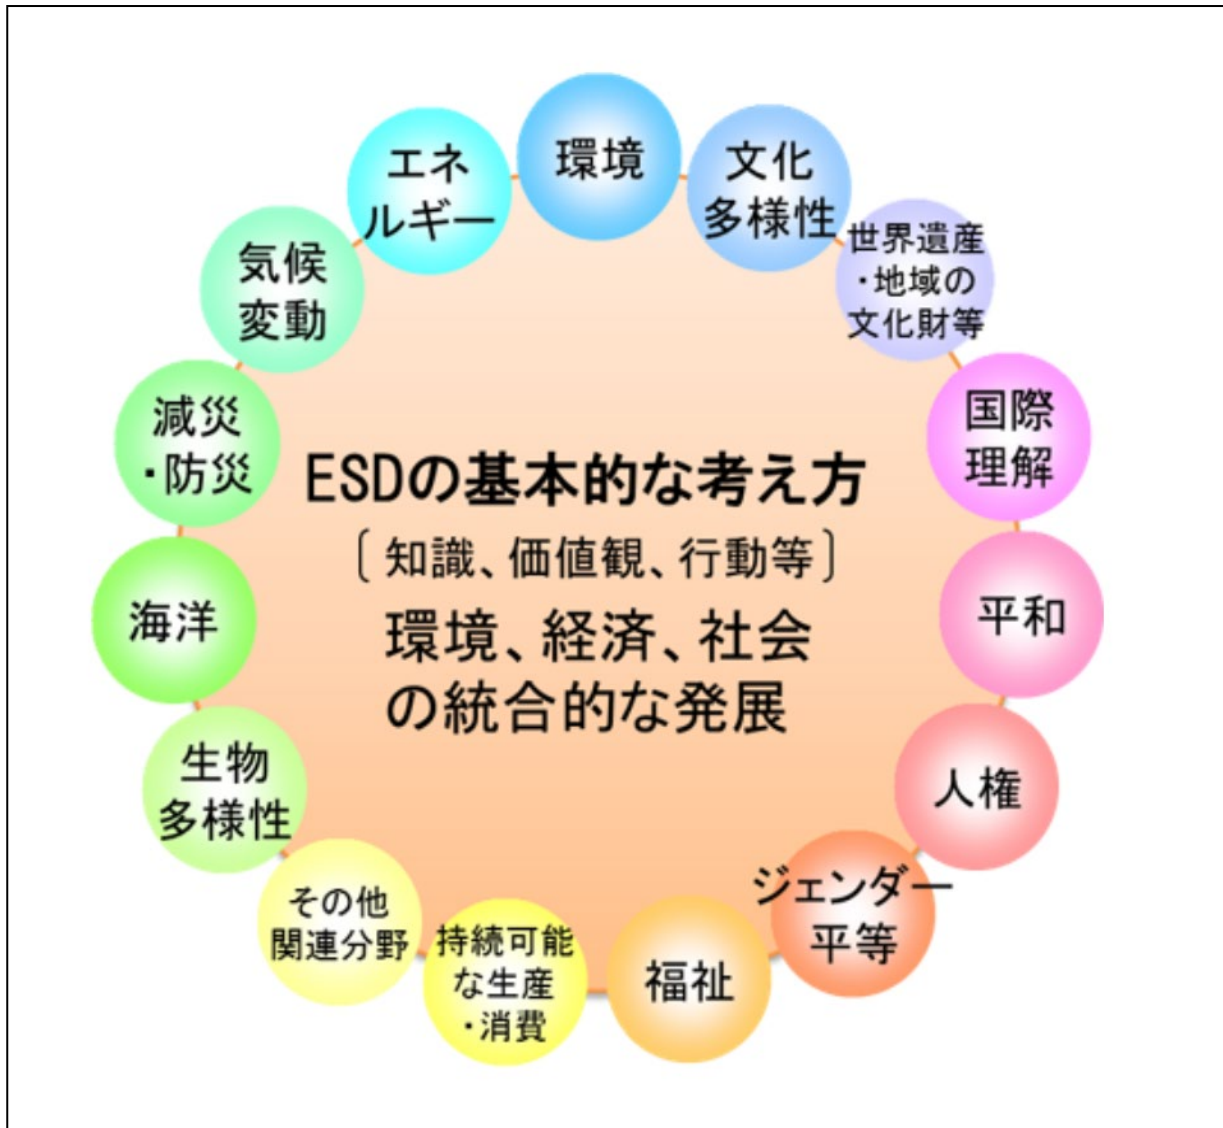 環境
文化
多様性
世界遺産
・地域の
文化財等
国際
理解
平和
人権
ジェンダー
平等
福祉
持続可能
な生産
・消費
その他
関連分野
生物
多様性
海洋
減災
・防災
気候
変動
エネ
ルギー
ESDの基本的な考え方
〔知識、価値観、行動等〕
環境、経済、社会
の統合的な発展